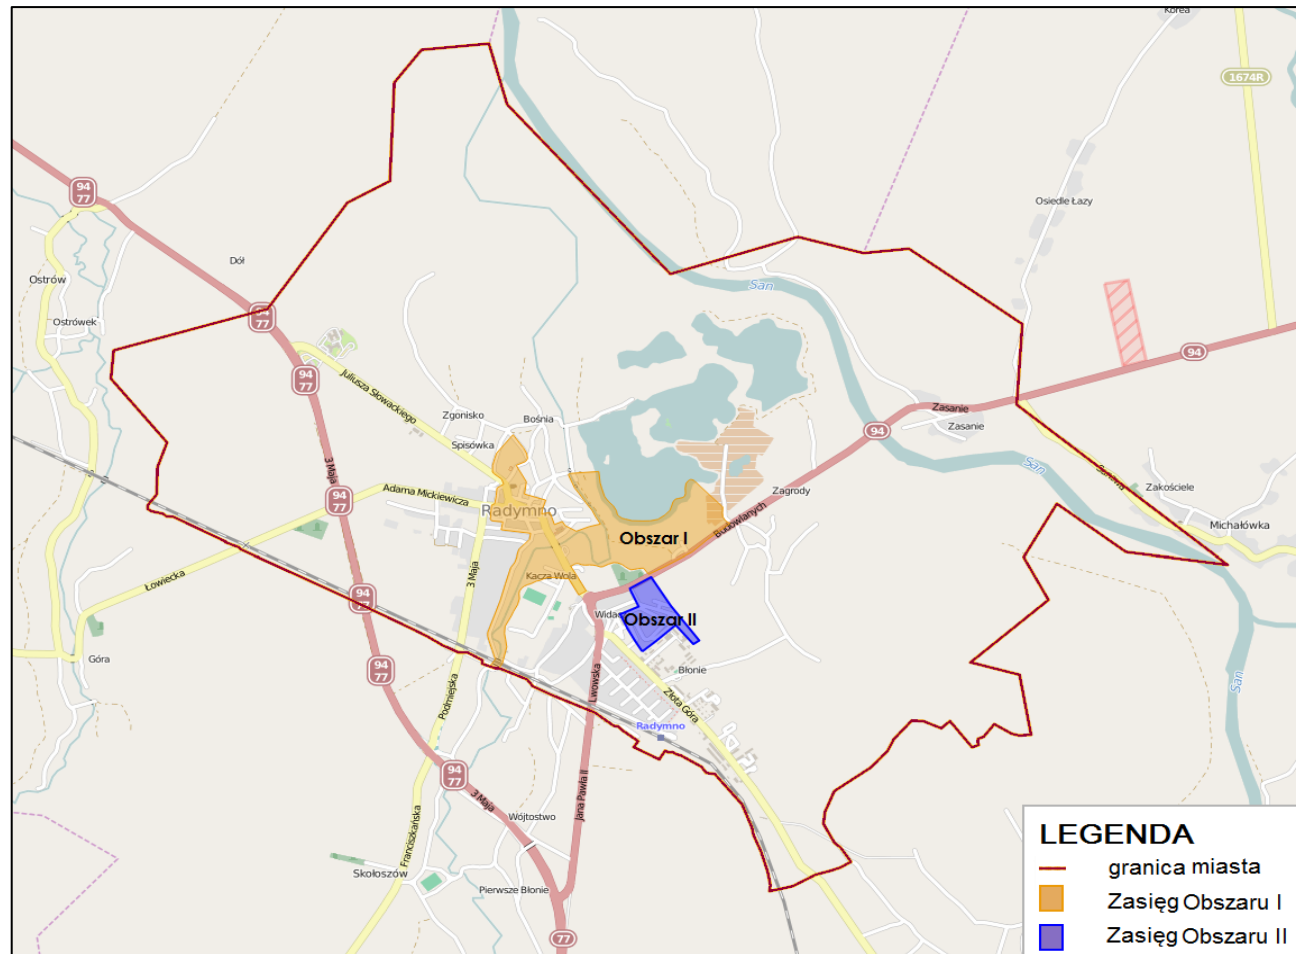 Korea
1674R
94
77
Osiedle Łazy
Dół
Ostrów
San
94
77
Ostrówek
94
94
77
Juliusza Słowackiego
Zasanie
Zgonisko
Bośnia
94
Zasanie
Spisówka
3 Maja
San
Adama Mickiewicza
Zagrody
Zakościele
94
77
Radymno
Michałówka
Budowlanych
Obszar I
Łowiecka
3 Maja
Kacza Wola
94
77
Obszar II
Góra
94
77
Błonie
San
Lwowska
Podmiejska
Złota Góra
Radymno
94
77
Jana Pawła II
3 Maja
Wójtostwo
Franciszkańska
Skołoszów
Pierwsze Błonie
77
LEGENDA
granica miasta
Zasięg Obszaru I
Zasięg Obszaru II